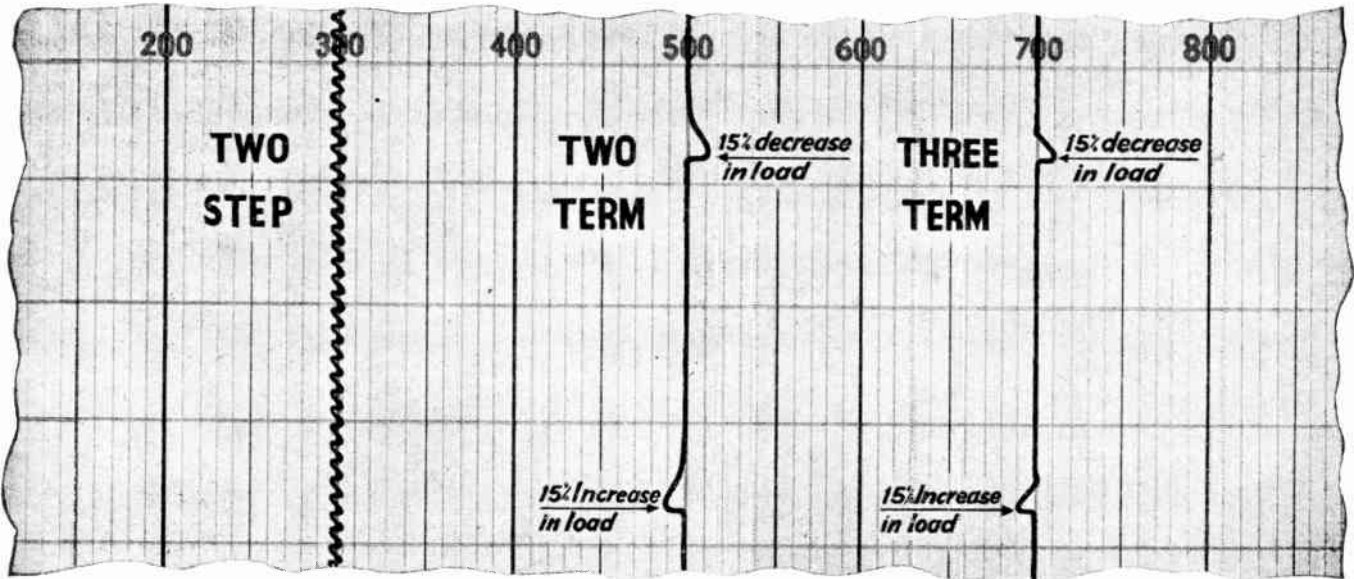 200 300 400 500 600 700 800
TWO
STEP
TWO
TERM
15% decrease
in load
THREE
TERM
15% decrease
in load
15% Increase
in load
15% Increase
in load